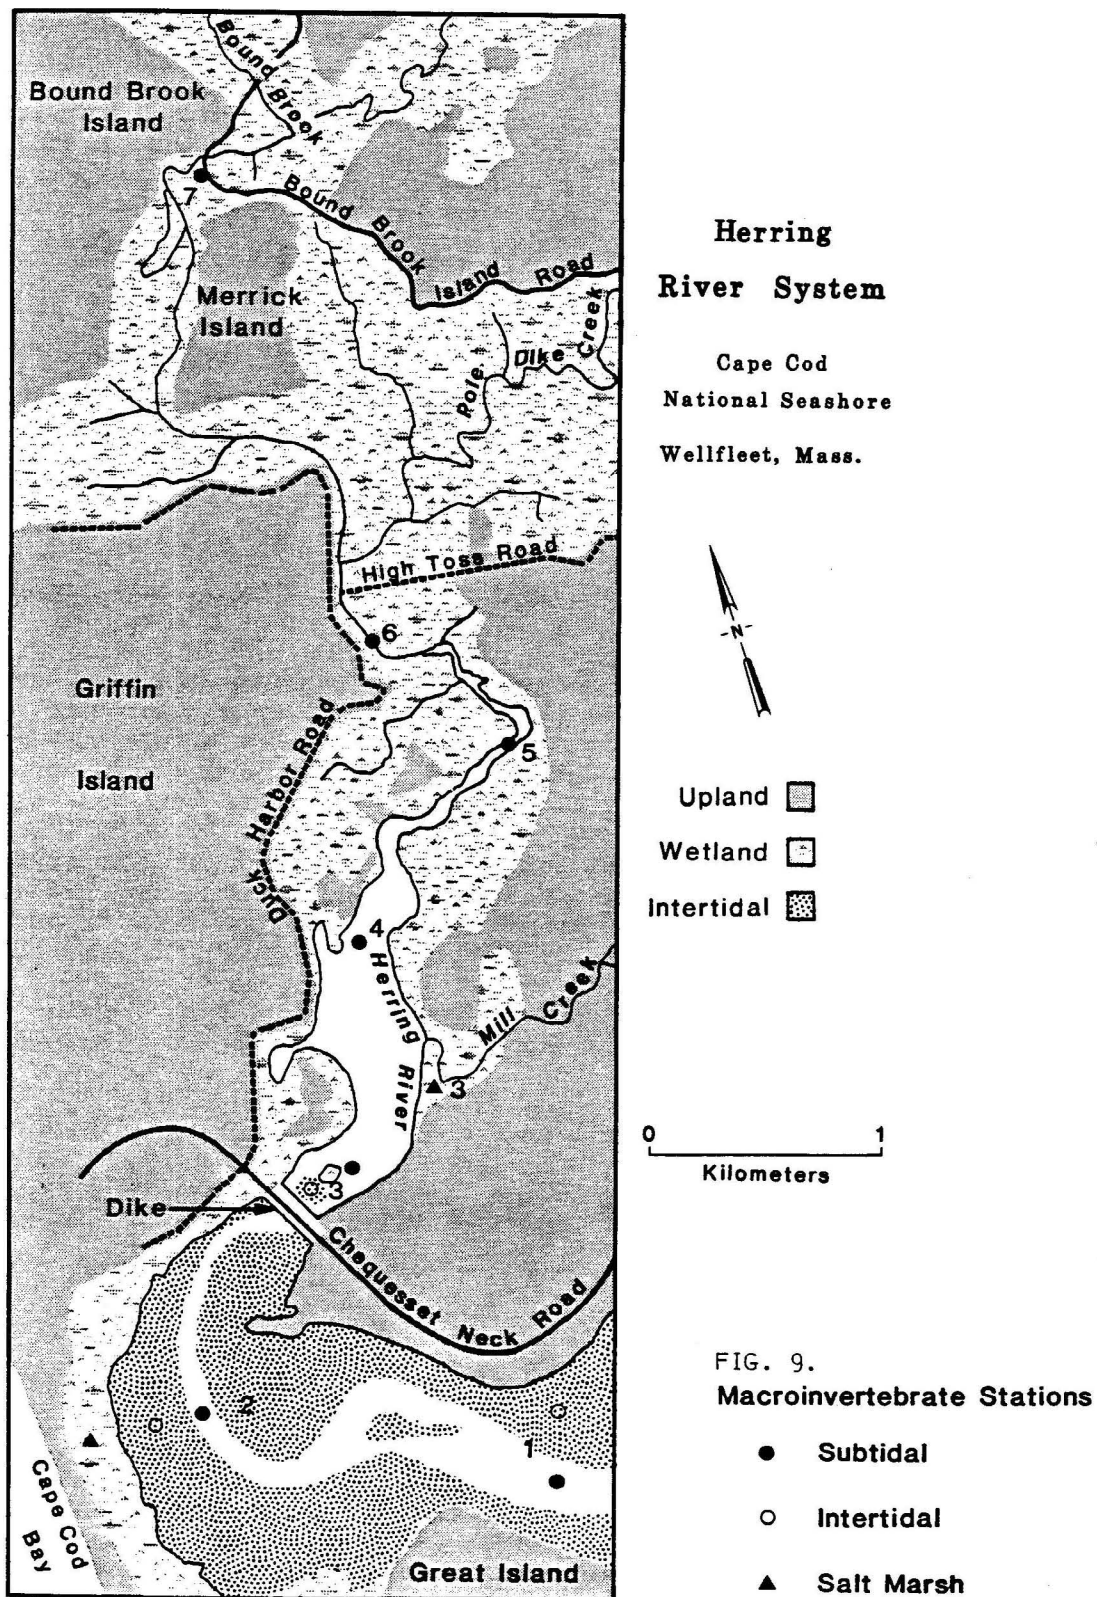 Bound Brook
Bound Brook
Island
7
Bound Brook Island Road
Merrick
Island
Pole Dike Creek
High Toss Road
6
Griffin
Island
5
Duck Harbor Road
4
Herring River
Mill Creek
3
3
Dike
Chequesset Neck Road
2
1
Cape Cod
Bay
Great Island
Herring
River System
Cape Cod
National Seashore
Wellfleet, Mass.
-N-
Upland
Wetland
Intertidal
0 1
Kilometers
FIG. 9.
Macroinvertebrate Stations
Subtidal
Intertidal
Salt Marsh